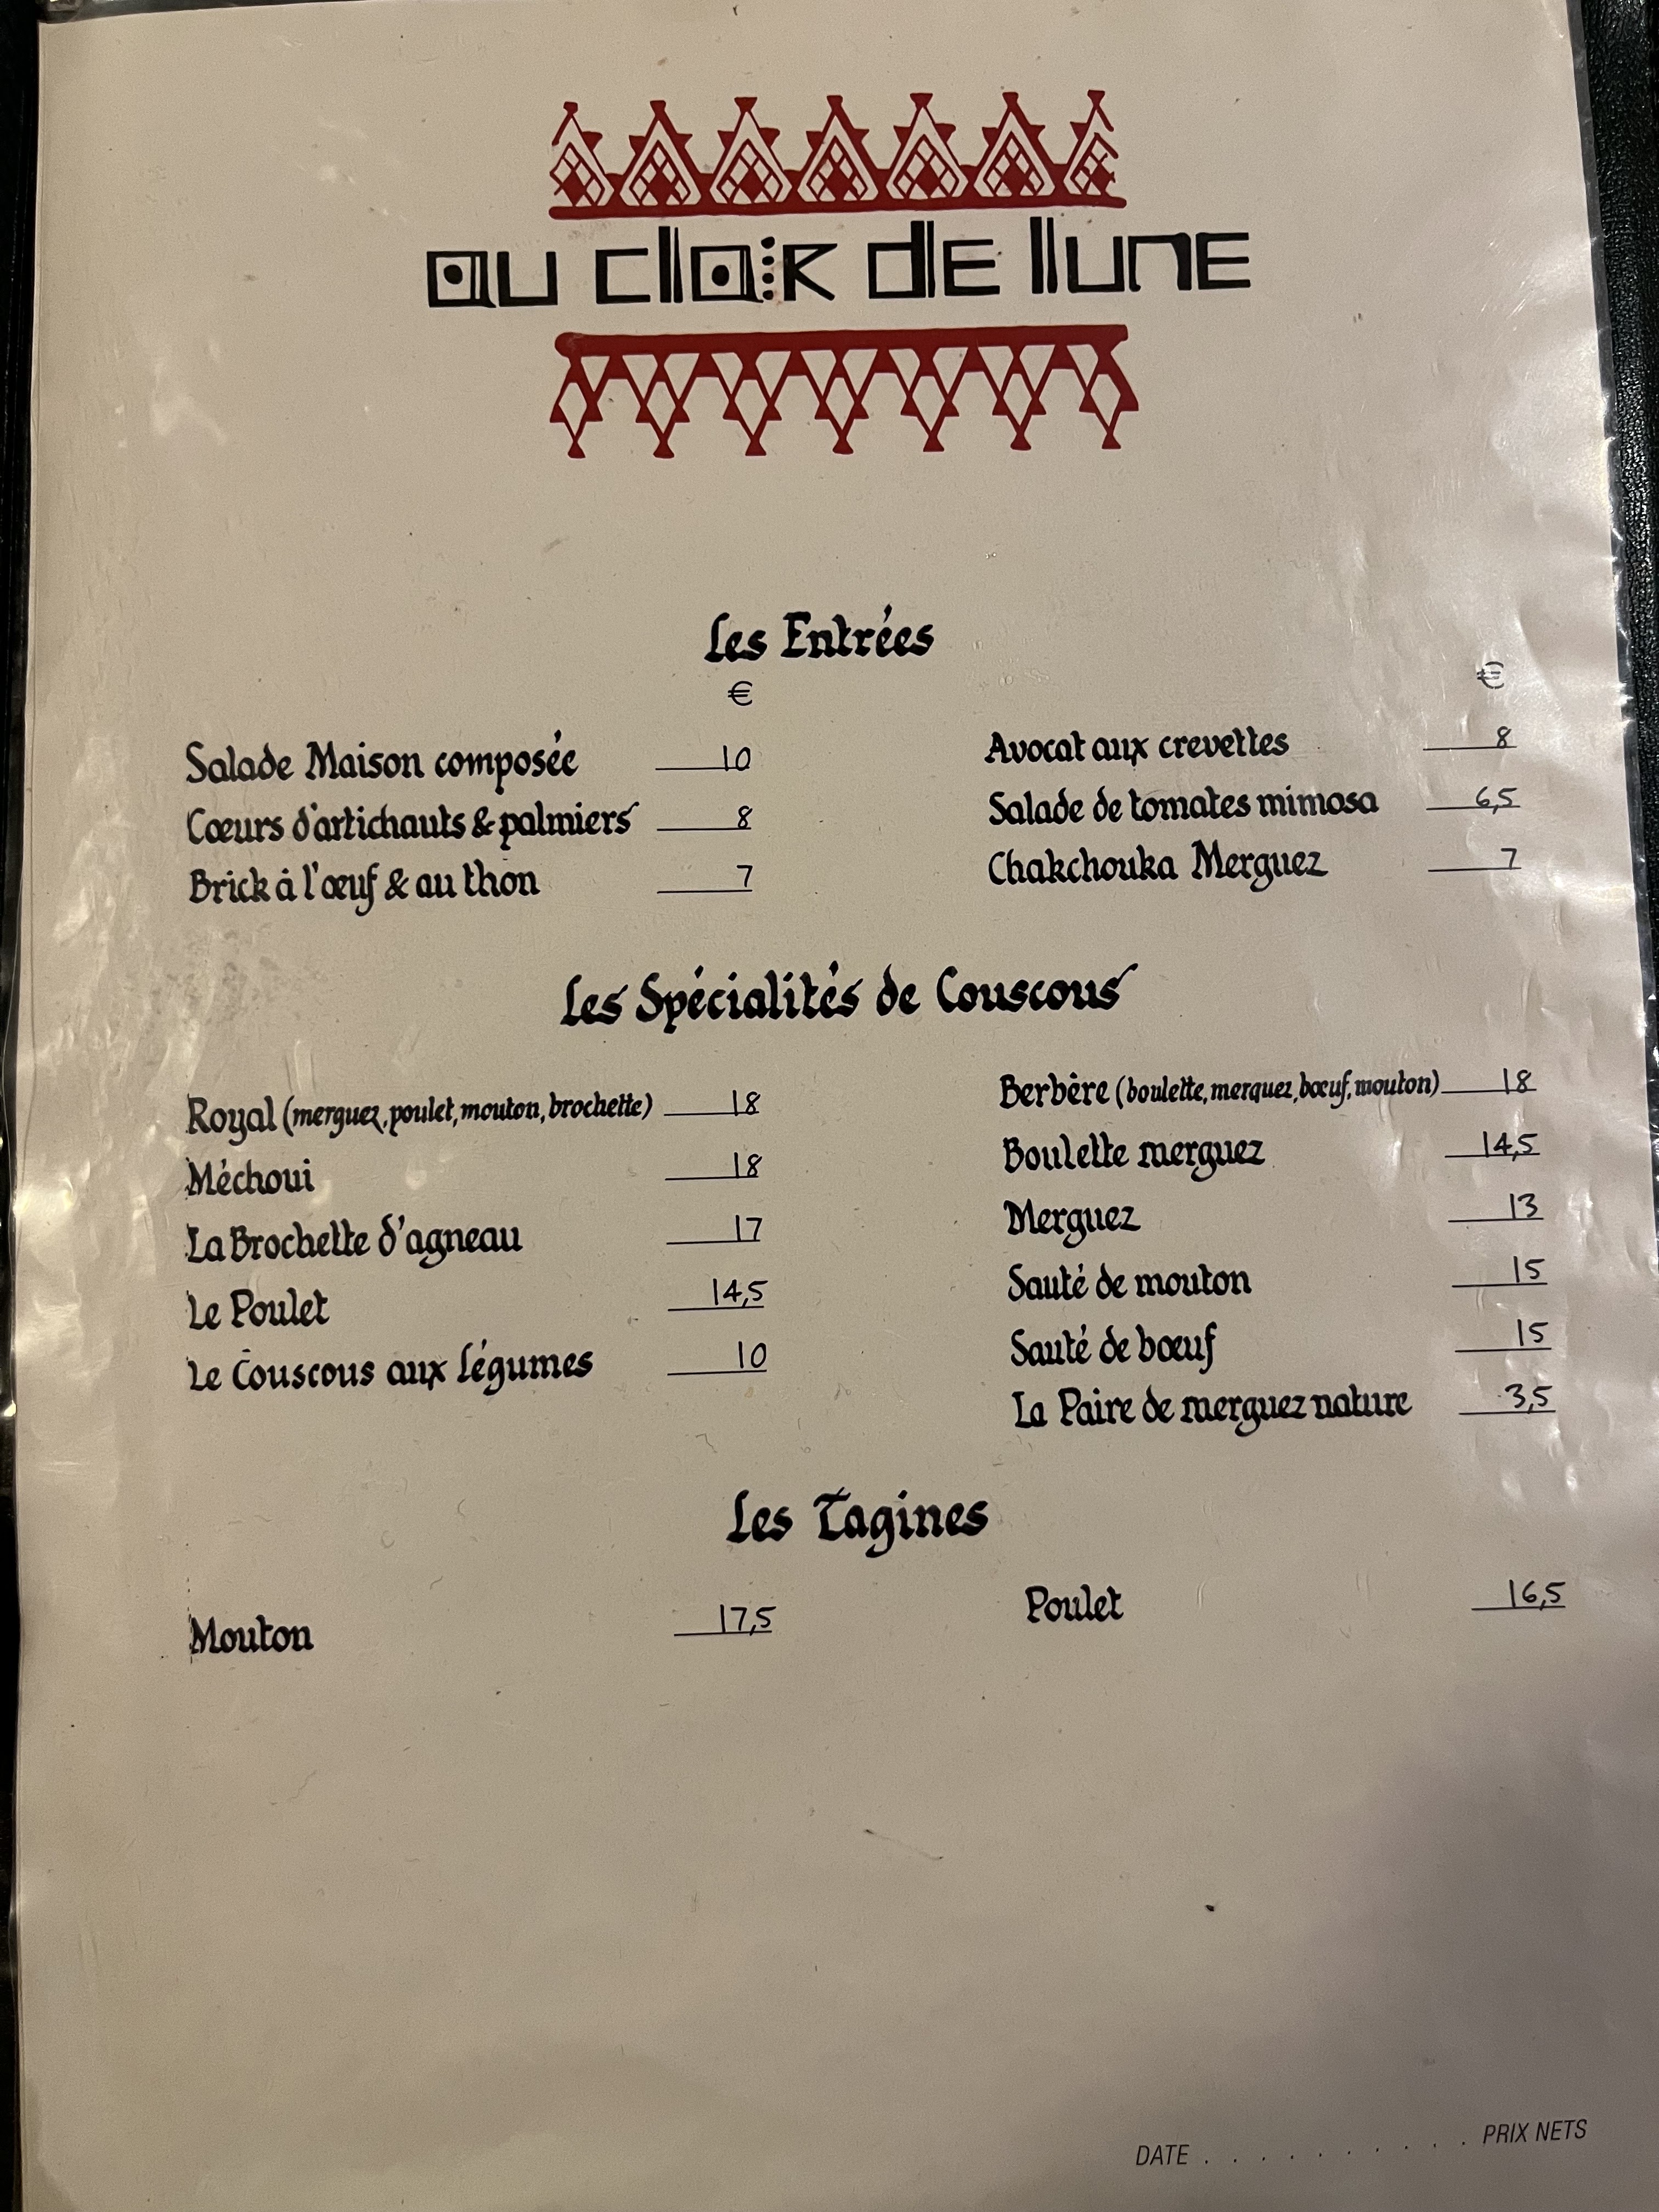 au clair de lune
Les Entrées
€
Salade Maison composée 10
Cœurs d'artichauts & palmiers 8
Brick à l'œuf & au thon 7
€
Avocat aux crevettes 8
Salade de tomates mimosa 6,5
Chakchouka Merguez 7
Les Spécialités de Couscous
Royal (merguez, poulet, mouton, brochette) 18
Méchoui 18
La Brochette d'agneau 17
Le Poulet 14,5
Le Couscous aux légumes 10
Berbère (boulette, merguez, bœuf, mouton) 18
Boulette merguez 14,5
Merguez 13
Sauté de mouton 15
Sauté de bœuf 15
La Paire de merguez nature 3,5
Les Tagines
Mouton 17,5
Poulet 16,5
DATE . . . . . . . . . . PRIX NETS